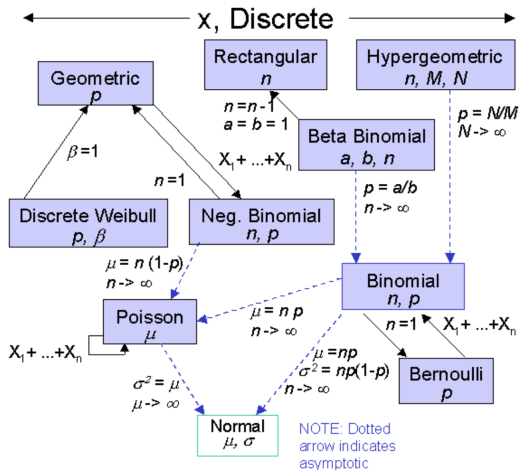 x, Discrete
Rectangular
n
Hypergeometric
n, M, N
Geometric
p
n = n-1
a = b = 1
p = N/M
N -> ∞
Beta Binomial
a, b, n
β = 1
n = 1
X1 + ...+Xn
p = a/b
n -> ∞
Discrete Weibull
p, β
Neg. Binomial
n, p
μ = n (1-p)
n -> ∞
Binomial
n, p
Poisson
μ
μ = n p
n -> ∞
n = 1
X1 + ...+Xn
X1 + ...+Xn
μ = np
σ² = np(1-p)
n -> ∞
Bernoulli
p
σ² = μ
μ -> ∞
Normal
μ, σ
NOTE: Dotted
arrow indicates
asymptotic